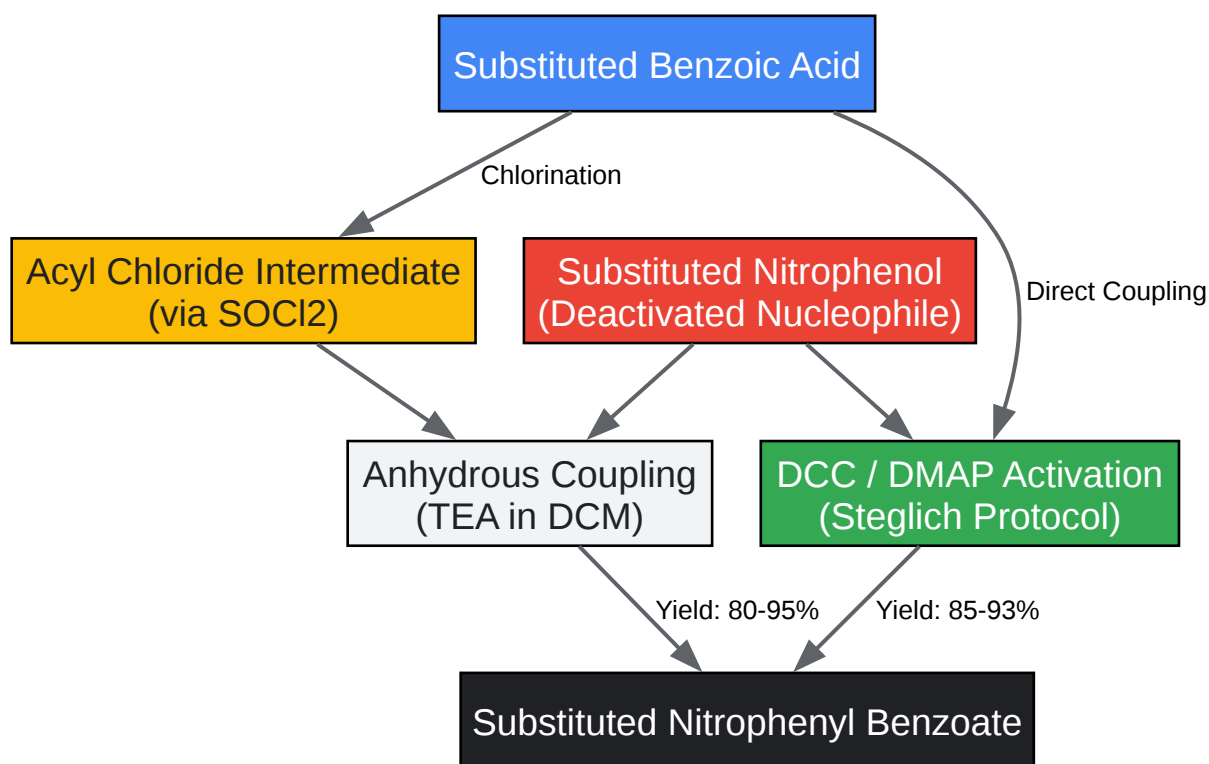 Substituted Benzoic Acid
Chlorination
Acyl Chloride Intermediate
(via SOCl2)
Substituted Nitrophenol
(Deactivated Nucleophile)
Direct Coupling
Anhydrous Coupling
(TEA in DCM)
DCC / DMAP Activation
(Steglich Protocol)
Yield: 80-95%
Yield: 85-93%
Substituted Nitrophenyl Benzoate